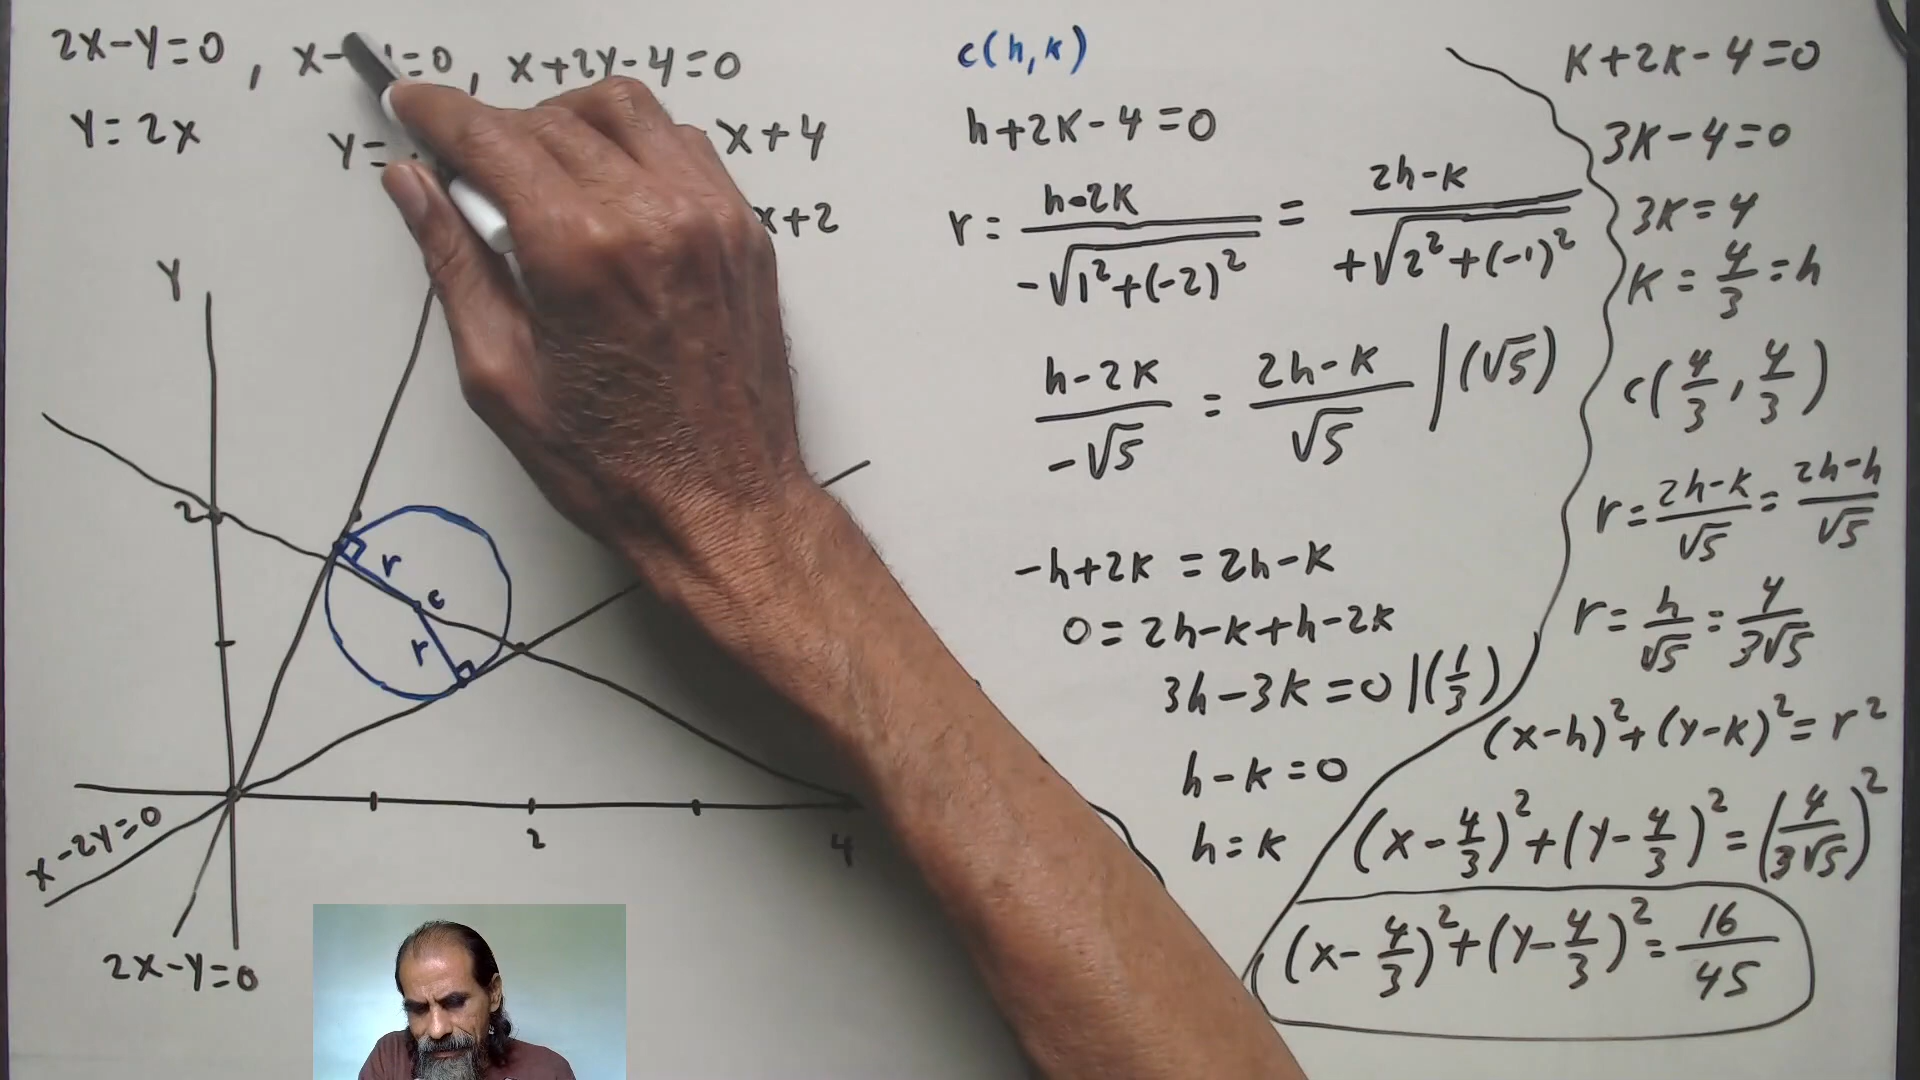 2x-y=0, x- =0, x+2y-4=0
y=2x
y=
x+4
x+2
y
2
r
c
r
2
4
x-2y=0
2x-y=0
c(h,k)
h+2k-4=0
r = (h-2k)/(-√(1²+(-2)²)) = (2h-k)/(+√(2²+(-1)²))
(h-2k)/(-√5) = (2h-k)/√5 |(√5)
-h+2k = 2h-k
0=2h-k+h-2k
3h-3k=0 |(1/3)
h-k=0
h=k
k+2k-4=0
3k-4=0
3k=4
k=4/3=h
c(4/3, 4/3)
r=(2h-k)/√5=(2h-h)/√5
r=h/√5=4/(3√5)
(x-h)²+(y-k)²=r²
(x-4/3)²+(y-4/3)²=(4/(3√5))²
(x-4/3)²+(y-4/3)²=16/45